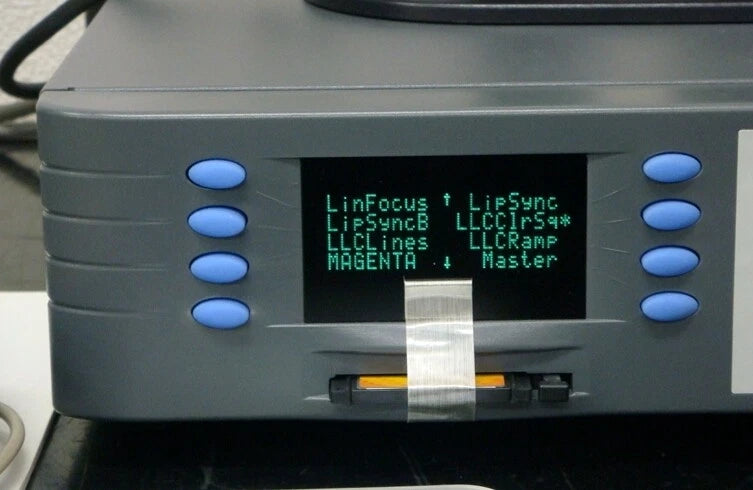 LinFocus ↑ LipSync
LipSyncB LLCClrSq*
LLCLines LLCRamp
MAGENTA ↓ Master